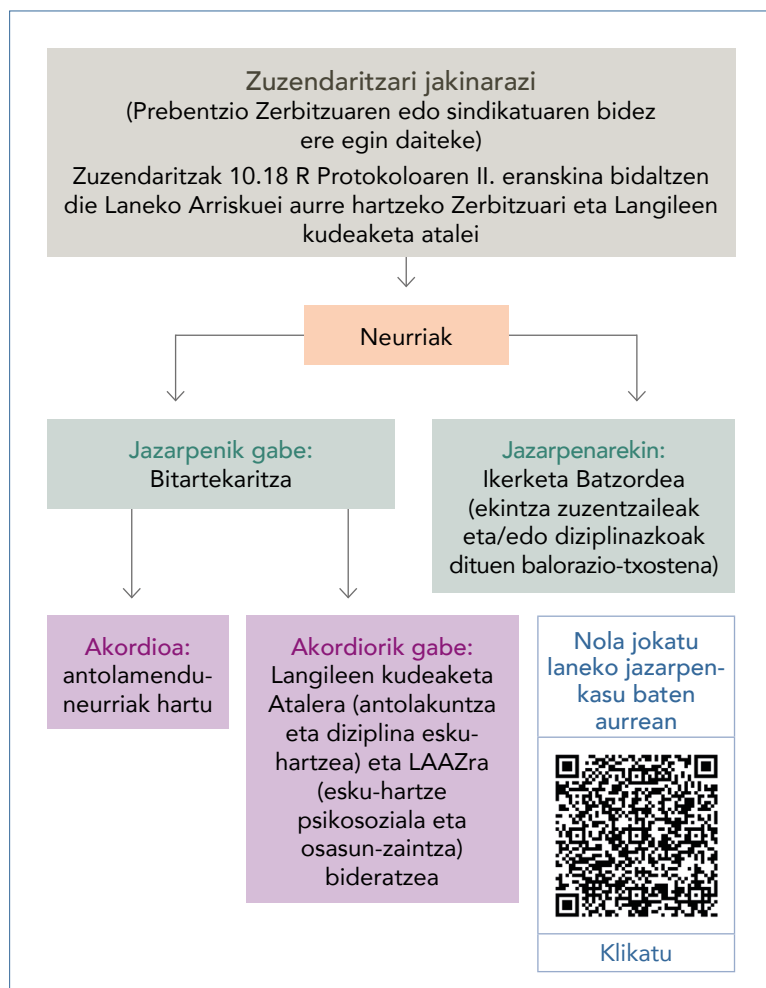 Zuzendaritzari jakinarazi
(Prebentzio Zerbitzuaren edo sindikatuaren bidez
ere egin daiteke)
Zuzendaritzak 10.18 R Protokoloaren II. eranskina bidaltzen
die Laneko Arriskuei aurre hartzeko Zerbitzuari eta Langileen
kudeaketa atalei
Neurriak
Jazarpenik gabe:
Bitartekaritza
Jazarpenarekin:
Ikerketa Batzordea
(ekintza zuzentzaileak
eta/edo diziplinazkoak
dituen balorazio-txostena)
Akordioa:
antolamendu-
neurriak hartu
Akordiorik gabe:
Langileen kudeaketa
Atalera (antolakuntza
eta diziplina esku-
hartzea) eta LAAZra
(esku-hartze
psikosoziala eta
osasun-zaintza)
bideratzea
Nola jokatu
laneko jazarpen-
kasu baten
aurrean
Klikatu